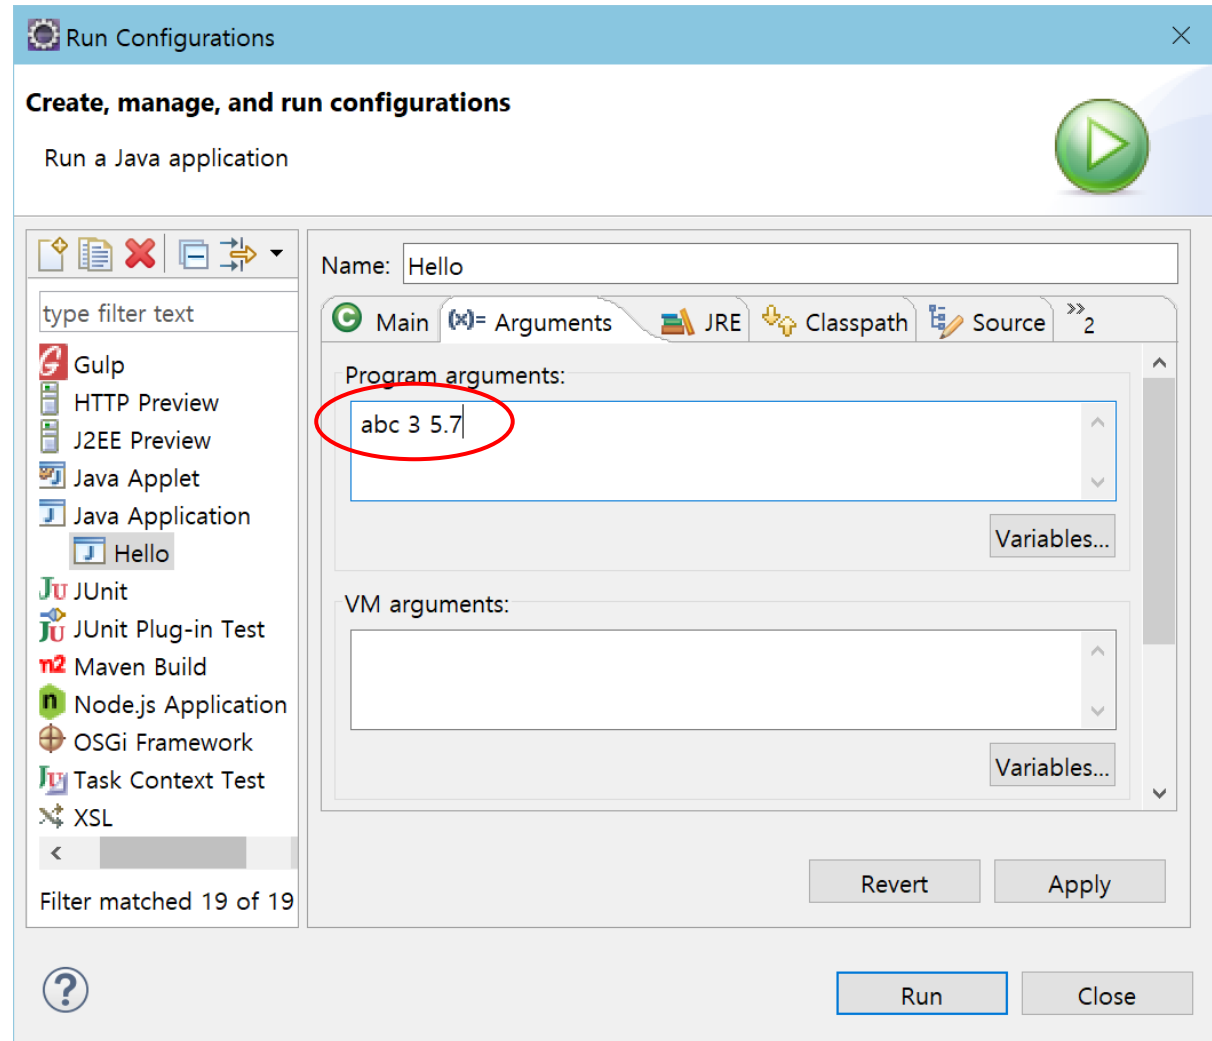 Run Configurations
Create, manage, and run configurations
Run a Java application
type filter text
Gulp
HTTP Preview
J2EE Preview
Java Applet
Java Application
Hello
JUnit
JUnit Plug-in Test
Maven Build
Node.js Application
OSGi Framework
Task Context Test
XSL
Filter matched 19 of 19
Name: Hello
Main (x)= Arguments JRE Classpath Source »2
Program arguments:
abc 3 5.7
Variables...
VM arguments:
Variables...
Revert Apply
Run Close